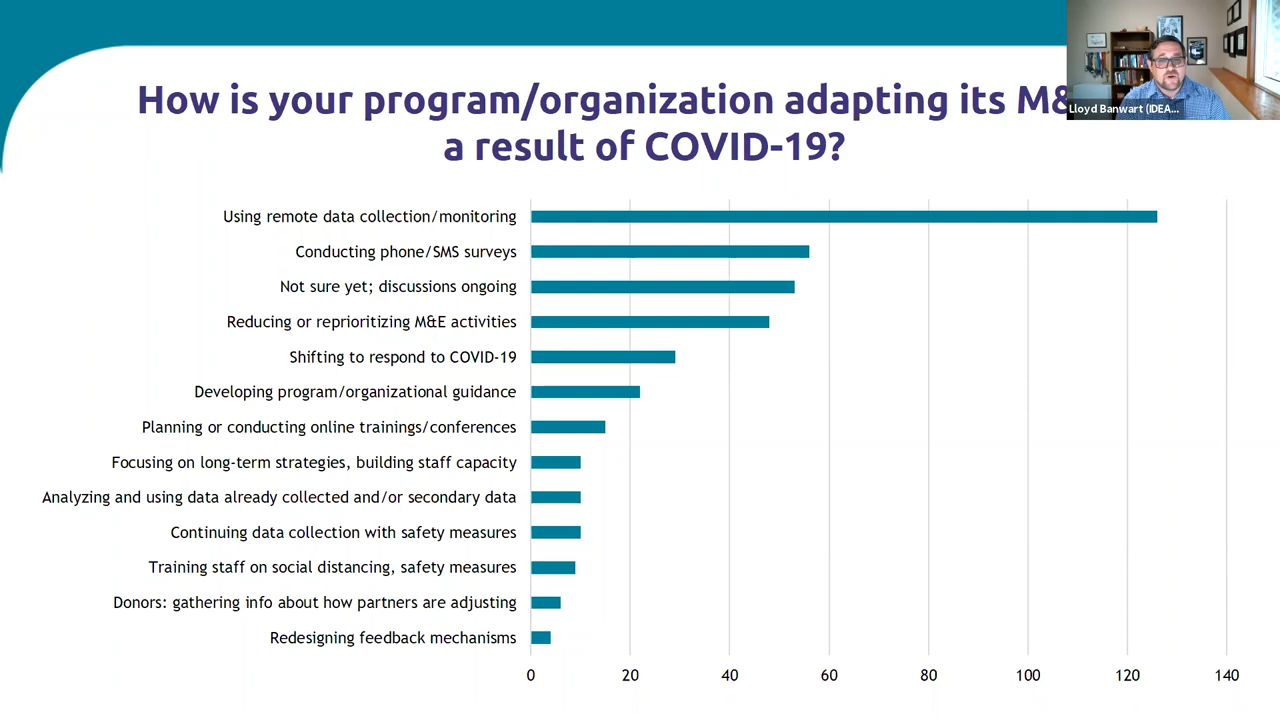 How is your program/organization adapting its M&
a result of COVID-19?
Lloyd Banwart (IDEA...
Using remote data collection/monitoring
Conducting phone/SMS surveys
Not sure yet; discussions ongoing
Reducing or reprioritizing M&E activities
Shifting to respond to COVID-19
Developing program/organizational guidance
Planning or conducting online trainings/conferences
Focusing on long-term strategies, building staff capacity
Analyzing and using data already collected and/or secondary data
Continuing data collection with safety measures
Training staff on social distancing, safety measures
Donors: gathering info about how partners are adjusting
Redesigning feedback mechanisms
0 20 40 60 80 100 120 140